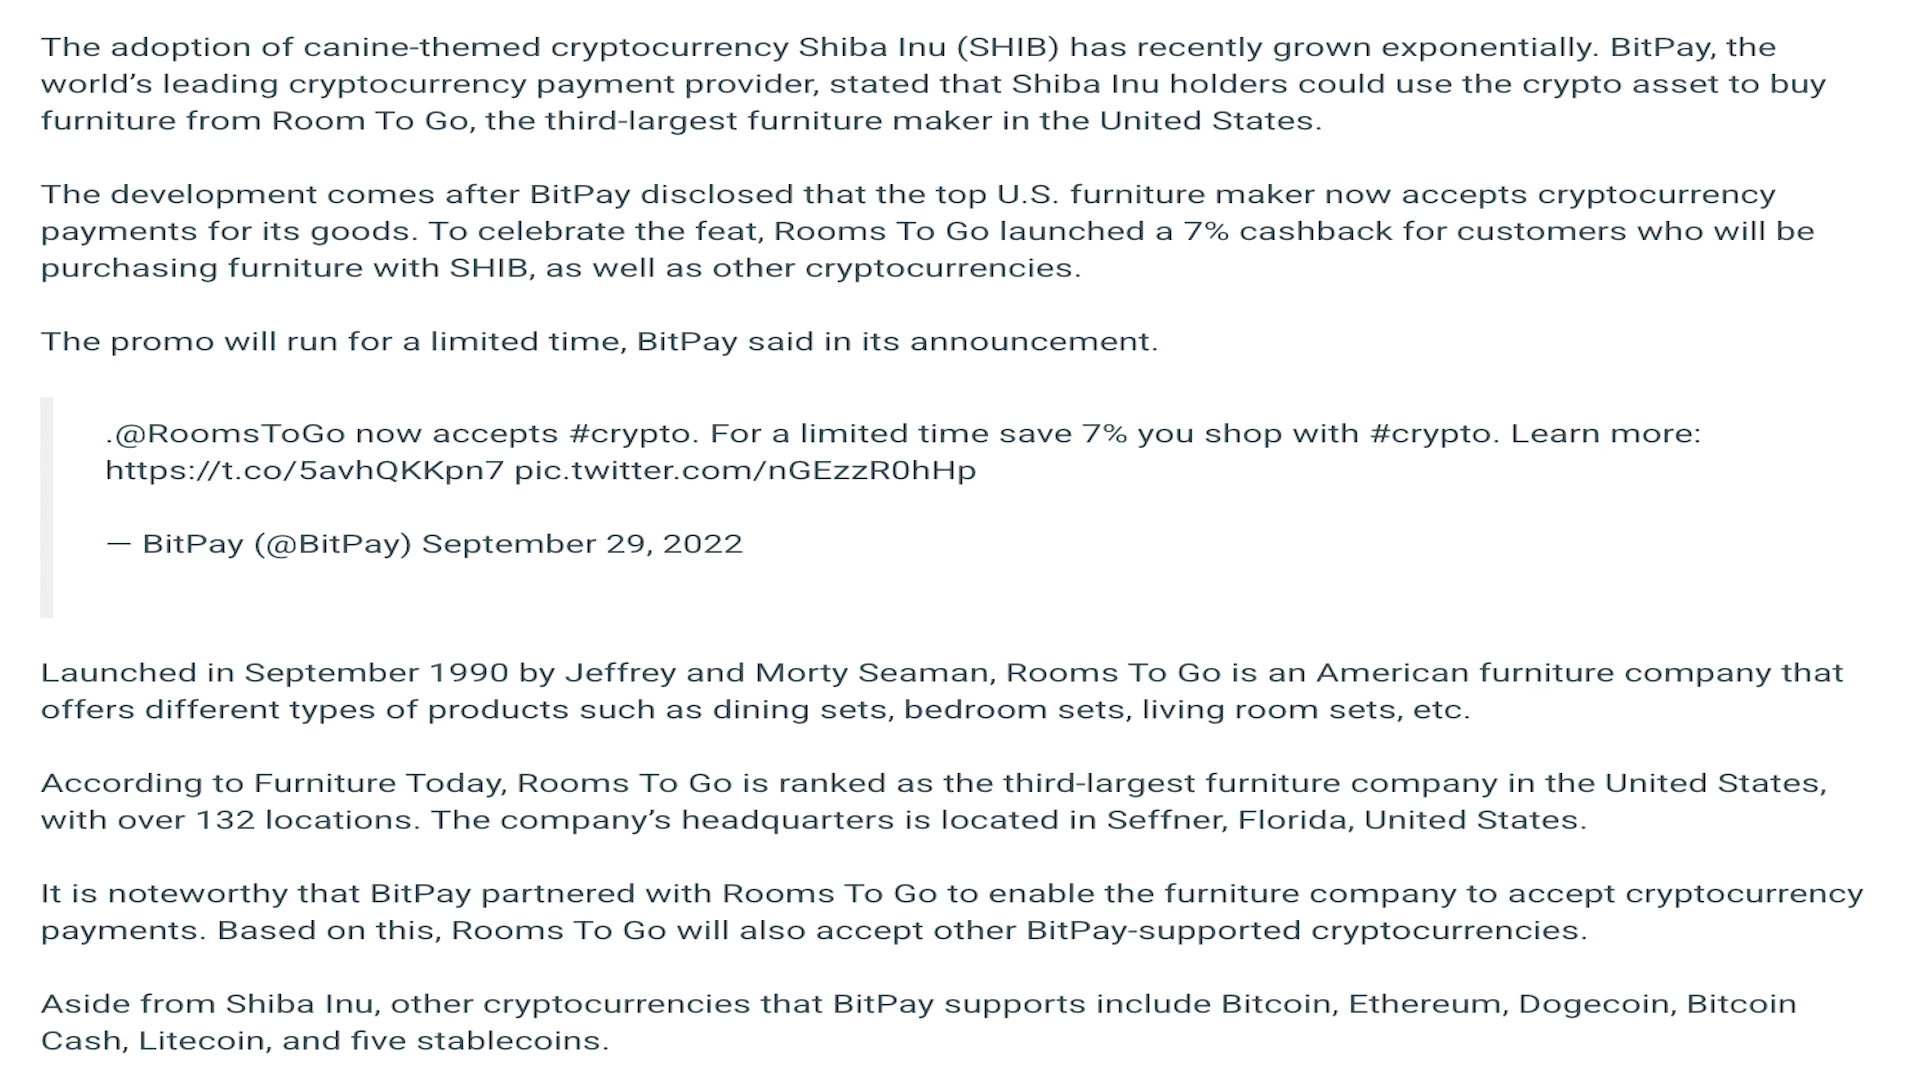 The adoption of canine-themed cryptocurrency Shiba Inu (SHIB) has recently grown exponentially. BitPay, the
world’s leading cryptocurrency payment provider, stated that Shiba Inu holders could use the crypto asset to buy
furniture from Room To Go, the third-largest furniture maker in the United States.
The development comes after BitPay disclosed that the top U.S. furniture maker now accepts cryptocurrency
payments for its goods. To celebrate the feat, Rooms To Go launched a 7% cashback for customers who will be
purchasing furniture with SHIB, as well as other cryptocurrencies.
The promo will run for a limited time, BitPay said in its announcement.
.@RoomsToGo now accepts #crypto. For a limited time save 7% you shop with #crypto. Learn more:
https://t.co/5avhQKKpn7 pic.twitter.com/nGEzzR0hHp
— BitPay (@BitPay) September 29, 2022
Launched in September 1990 by Jeffrey and Morty Seaman, Rooms To Go is an American furniture company that
offers different types of products such as dining sets, bedroom sets, living room sets, etc.
According to Furniture Today, Rooms To Go is ranked as the third-largest furniture company in the United States,
with over 132 locations. The company’s headquarters is located in Seffner, Florida, United States.
It is noteworthy that BitPay partnered with Rooms To Go to enable the furniture company to accept cryptocurrency
payments. Based on this, Rooms To Go will also accept other BitPay-supported cryptocurrencies.
Aside from Shiba Inu, other cryptocurrencies that BitPay supports include Bitcoin, Ethereum, Dogecoin, Bitcoin
Cash, Litecoin, and five stablecoins.